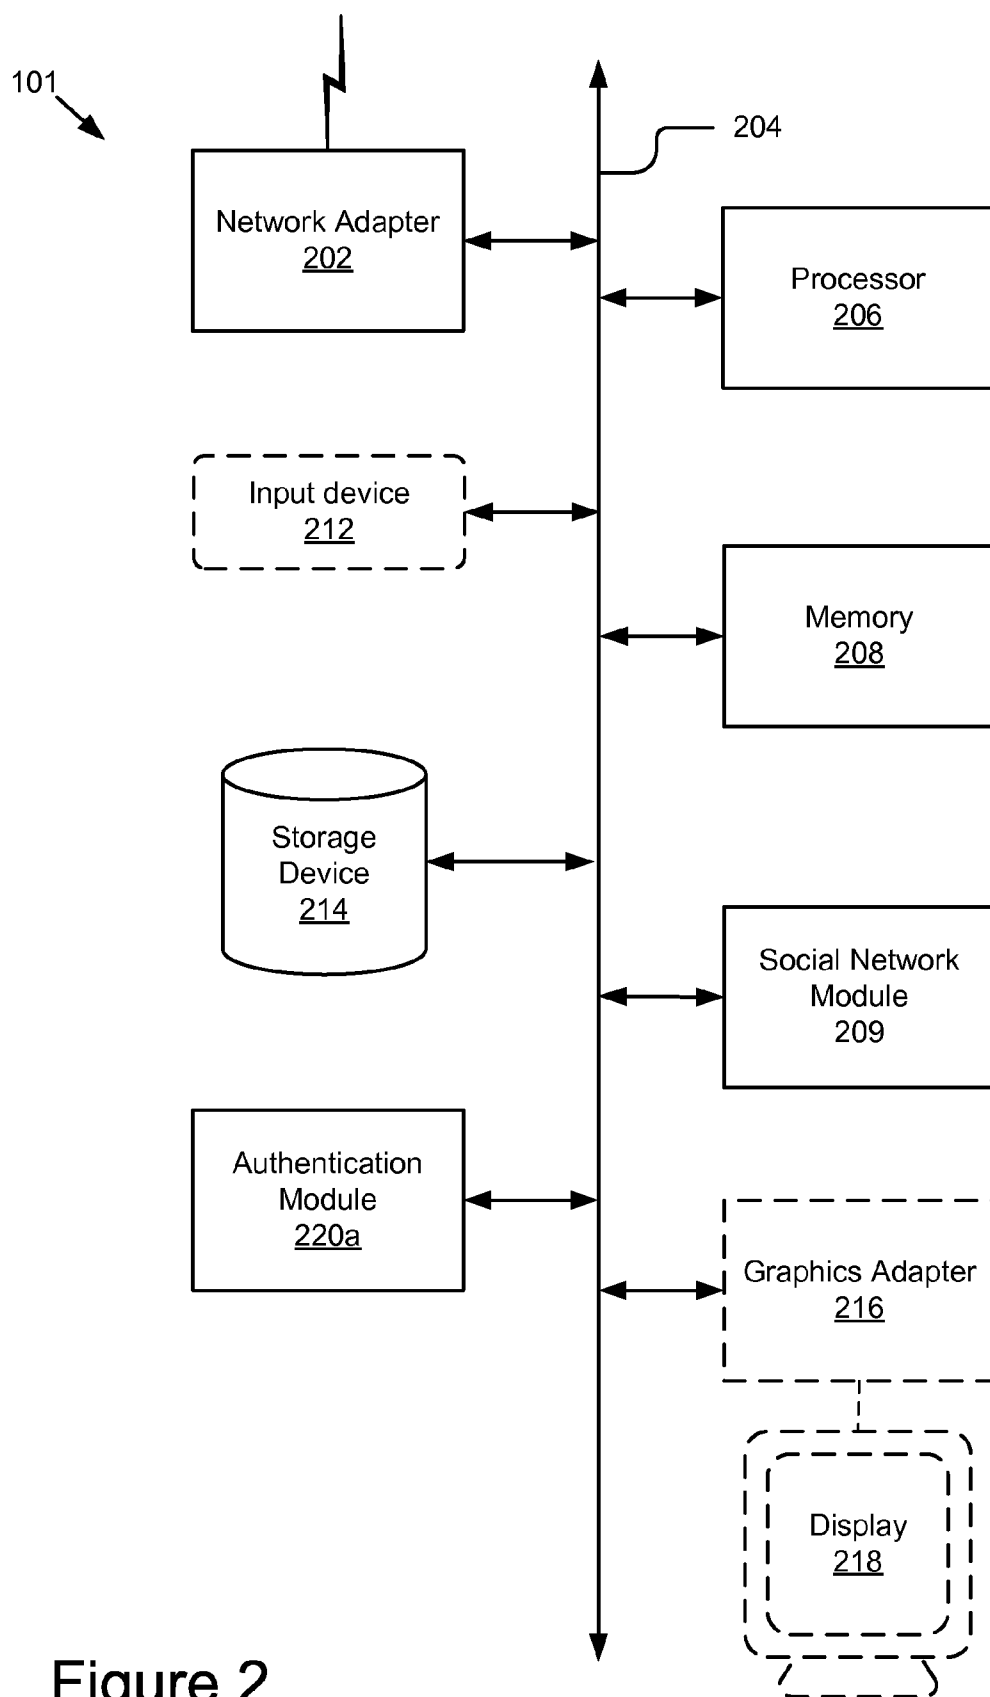 101
204
Network Adapter
202
Processor
206
Input device
212
Memory
208
Storage
Device
214
Social Network
Module
209
Authentication
Module
220a
Graphics Adapter
216
Display
218
Figure 2